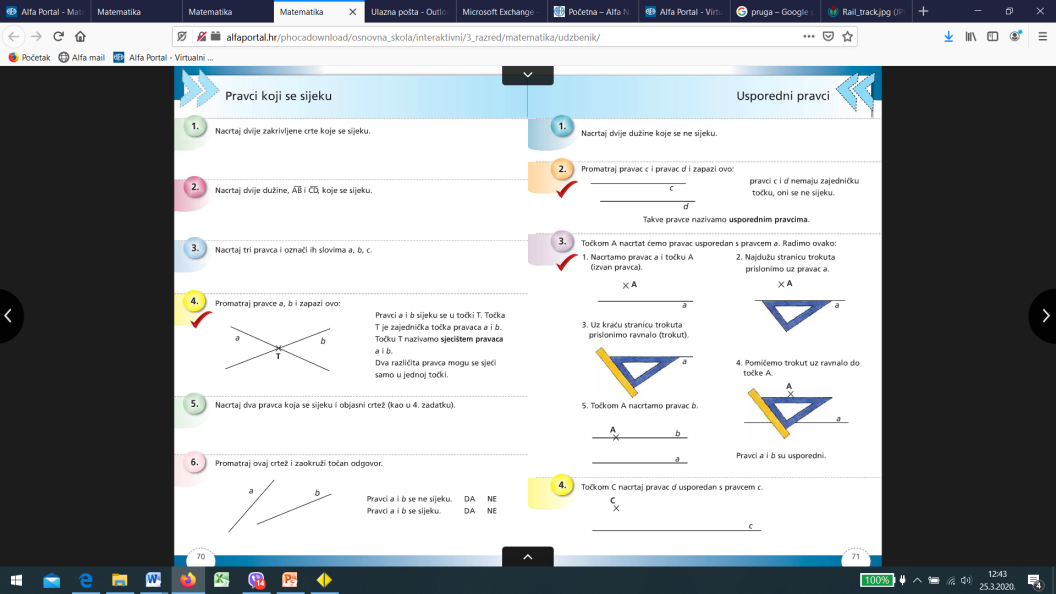 Alfa Portal - Mat
Matematika
Matematika
Matematika
Ulazna pošta - Outlo
Microsoft Exchange -
Početna – Alfa N
Alfa Portal - Virtu
pruga – Google
Rail_track.jpg (JP
alfaportal.hr/phocadownload/osnovna_skola/interaktivni/3_razred/matematika/udzbenik/
Početak
Alfa mail
Alfa Portal - Virtualni ...
Pravci koji se sijeku
1. Nacrtaj dvije zakrivljene crte koje se sijeku.
2. Nacrtaj dvije dužine, A̅B̅ i C̅D̅, koje se sijeku.
3. Nacrtaj tri pravca i označi ih slovima a, b, c.
4. Promatraj pravce a, b i zapazi ovo:
a
b
T
Pravci a i b sijeku se u točki T. Točka
T je zajednička točka pravaca a i b.
Točku T nazivamo sjecištem pravaca
a i b.
Dva različita pravca mogu se sjeći
samo u jednoj točki.
5. Nacrtaj dva pravca koja se sijeku i objasni crtež (kao u 4. zadatku).
6. Promatraj ovaj crtež i zaokruži točan odgovor.
a
b
Pravci a i b se ne sijeku. DA NE
Pravci a i b se sijeku. DA NE
70
Usporedni pravci
1. Nacrtaj dvije dužine koje se ne sijeku.
2. Promatraj pravac c i pravac d i zapazi ovo:
c
d
pravci c i d nemaju zajedničku
točku, oni se ne sijeku.
Takve pravce nazivamo usporednim pravcima.
3. Točkom A nacrtat ćemo pravac usporedan s pravcem a. Radimo ovako:
1. Nacrtamo pravac a i točku A
(izvan pravca).
A
a
2. Najdužu stranicu trokuta
prislonimo uz pravac a.
A
a
3. Uz kraću stranicu trokuta
prislonimo ravnalo (trokut).
a
4. Pomičemo trokut uz ravnalo do
točke A.
A
a
5. Točkom A nacrtamo pravac b.
A
b
a
Pravci a i b su usporedni.
4. Točkom C nacrtaj pravac d usporedan s pravcem c.
C
c
71
14
100%
12:43
25.3.2020.
4